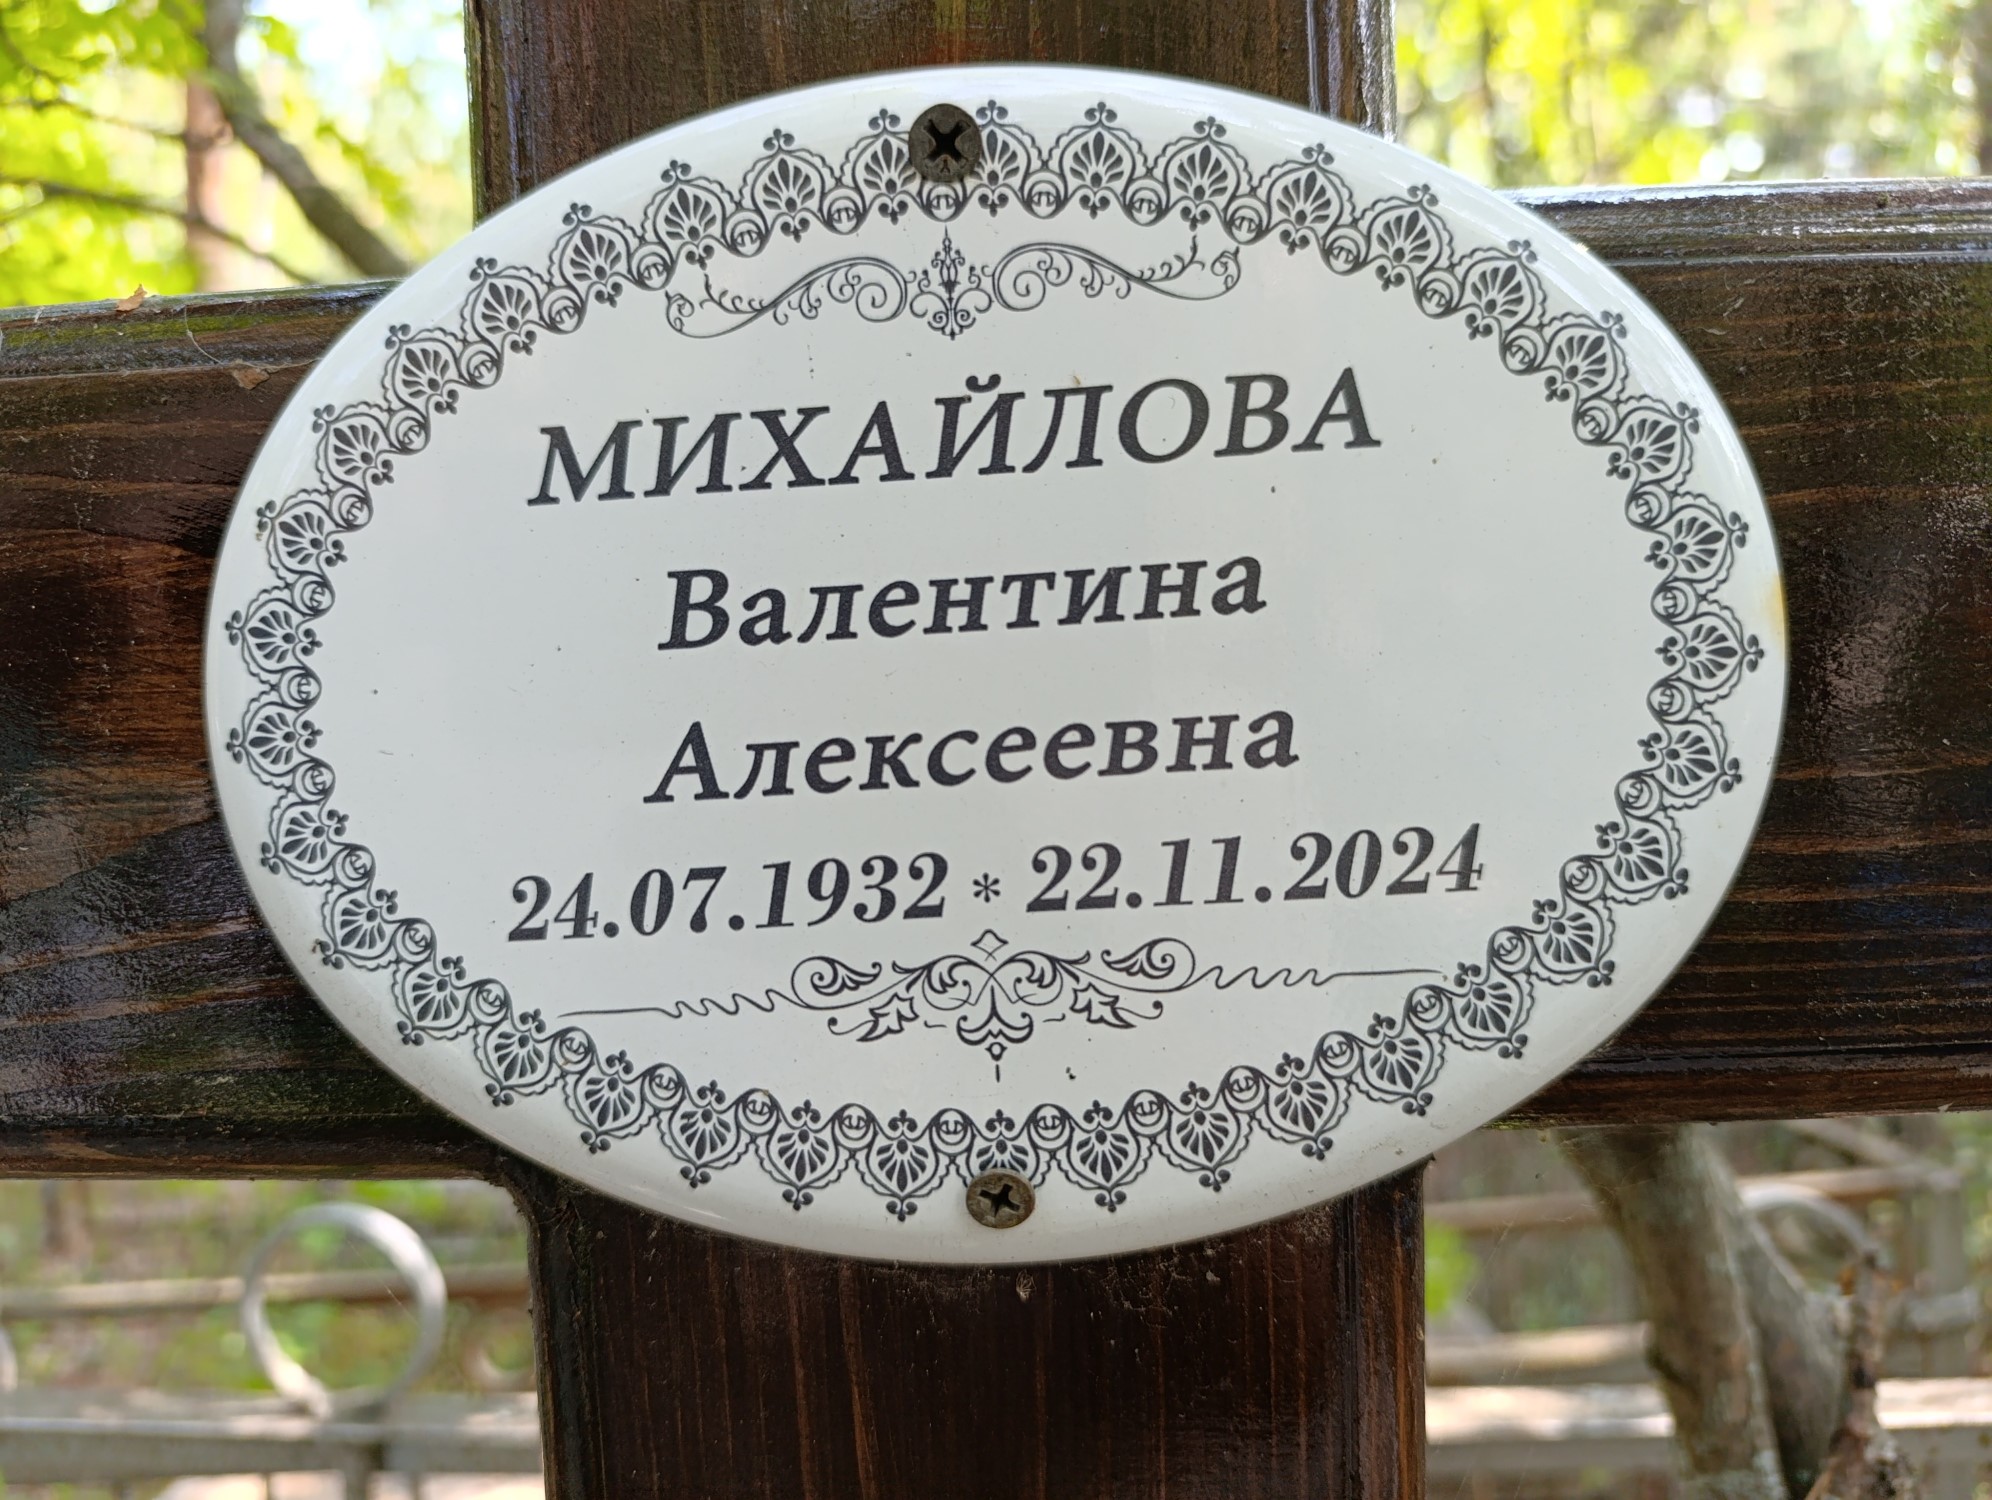 МИХАЙЛОВА
Валентина
Алексеевна
24.07.1932 * 22.11.2024